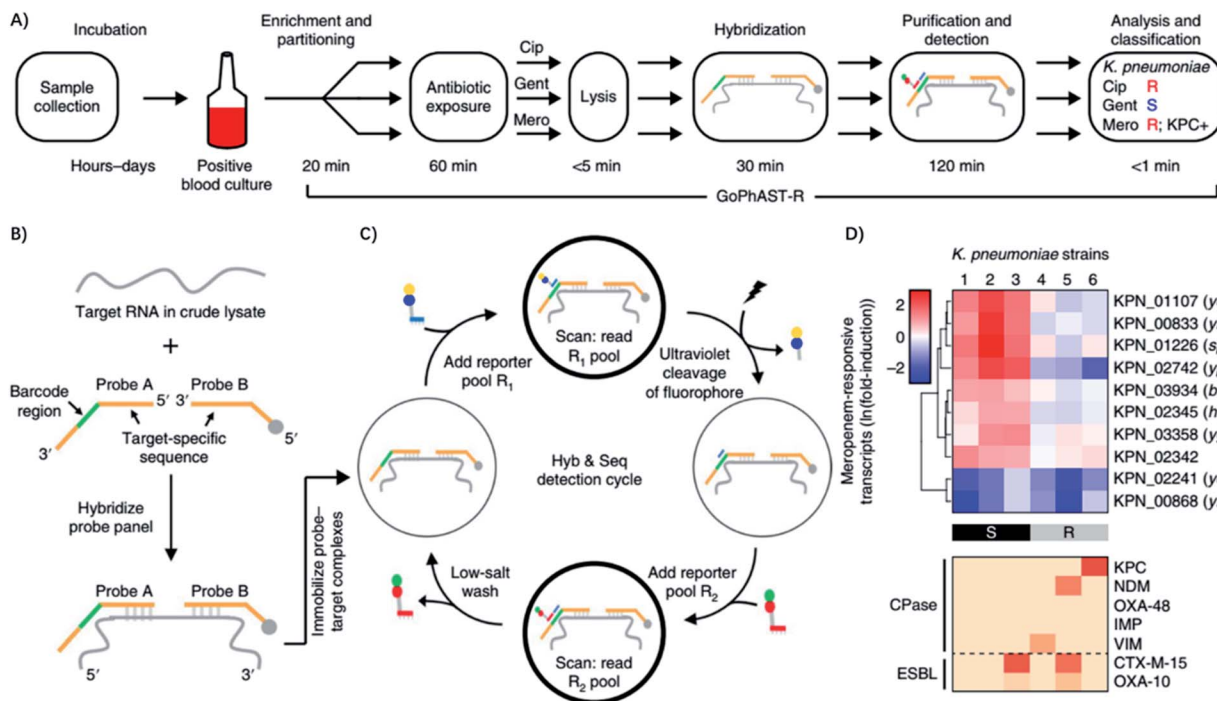 A)
Incubation
Sample
collection
Hours–days
Positive
blood culture
Enrichment and
partitioning
20 min
Antibiotic
exposure
60 min
Cip
Gent
Mero
Lysis
<5 min
Hybridization
30 min
Purification and
detection
120 min
Analysis and
classification
K. pneumoniae
Cip R
Gent S
Mero R; KPC+
<1 min
GoPhAST-R
B)
Target RNA in crude lysate
+
Barcode
region
Probe A 5′ 3′ Probe B
3′
Target-specific
sequence
5′
Hybridize
probe panel
Probe A Probe B
5′ 3′
Immobilize probe–
target complexes
C)
Add reporter
pool R1
Scan: read
R1 pool
Ultraviolet
cleavage
of fluorophore
Hyb & Seq
detection cycle
Add reporter
pool R2
Scan: read
R2 pool
Low-salt
wash
D)
K. pneumoniae strains
1 2 3 4 5 6
2
0
−2
Meropenem-responsive
transcripts (ln(fold-induction))
KPN_01107 (y
KPN_00833 (y
KPN_01226 (s
KPN_02742 (y
KPN_03934 (b
KPN_02345 (h
KPN_03358 (y
KPN_02342
KPN_02241 (y
KPN_00868 (y
S R
CPase
KPC
NDM
OXA-48
IMP
VIM
ESBL
CTX-M-15
OXA-10